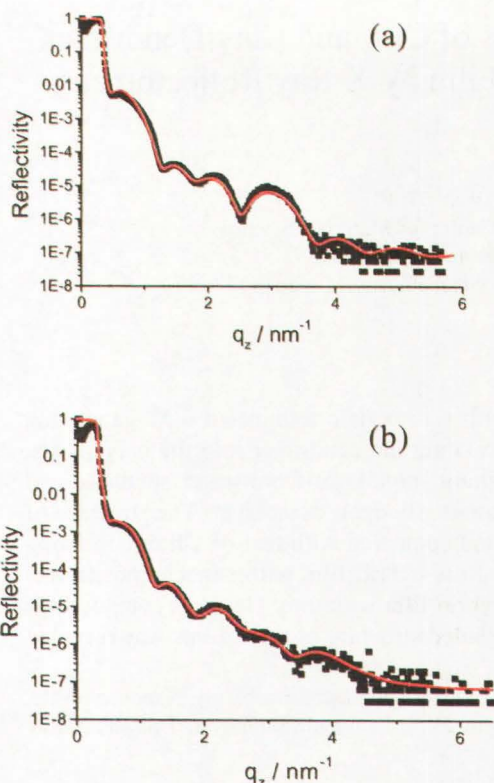 (a)
1
0.1
0.01
1E-3
1E-4
1E-5
1E-6
1E-7
1E-8
Reflectivity
0 2 4 6
q_z / nm^-1
(b)
1
0.1
0.01
1E-3
1E-4
1E-5
1E-6
1E-7
1E-8
Reflectivity
0 2 4 6
q_z / nm^-1